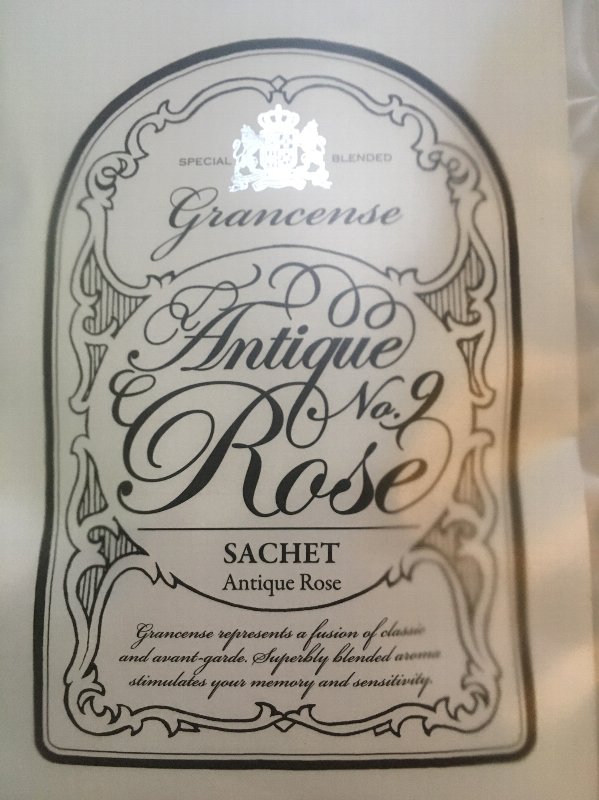 SPECIAL BLENDED
Grancense
Antique
No.9
Rose
SACHET
Antique Rose
Grancense represents a fusion of classic
and avant-garde. Superbly blended aroma
stimulates your memory and sensitivity.